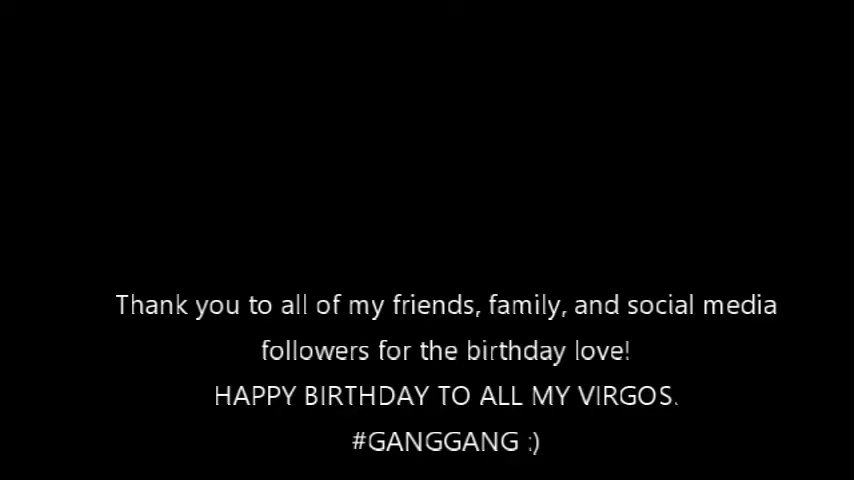 Thank you to all of my friends, family, and social media
followers for the birthday love!
HAPPY BIRTHDAY TO ALL MY VIRGOS.
#GANGGANG :)